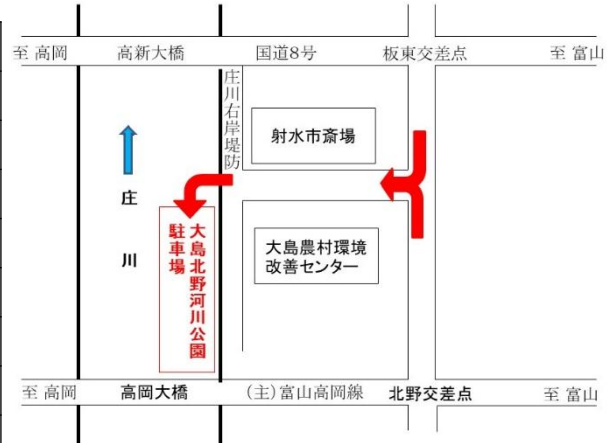 至 高岡
高新大橋
国道8号
板東交差点
至 富山
庄川右岸堤防
射水市斎場
庄川
大島北野河川公園
駐車場
大島農村環境
改善センター
至 高岡
高岡大橋
(主)富山高岡線
北野交差点
至 富山